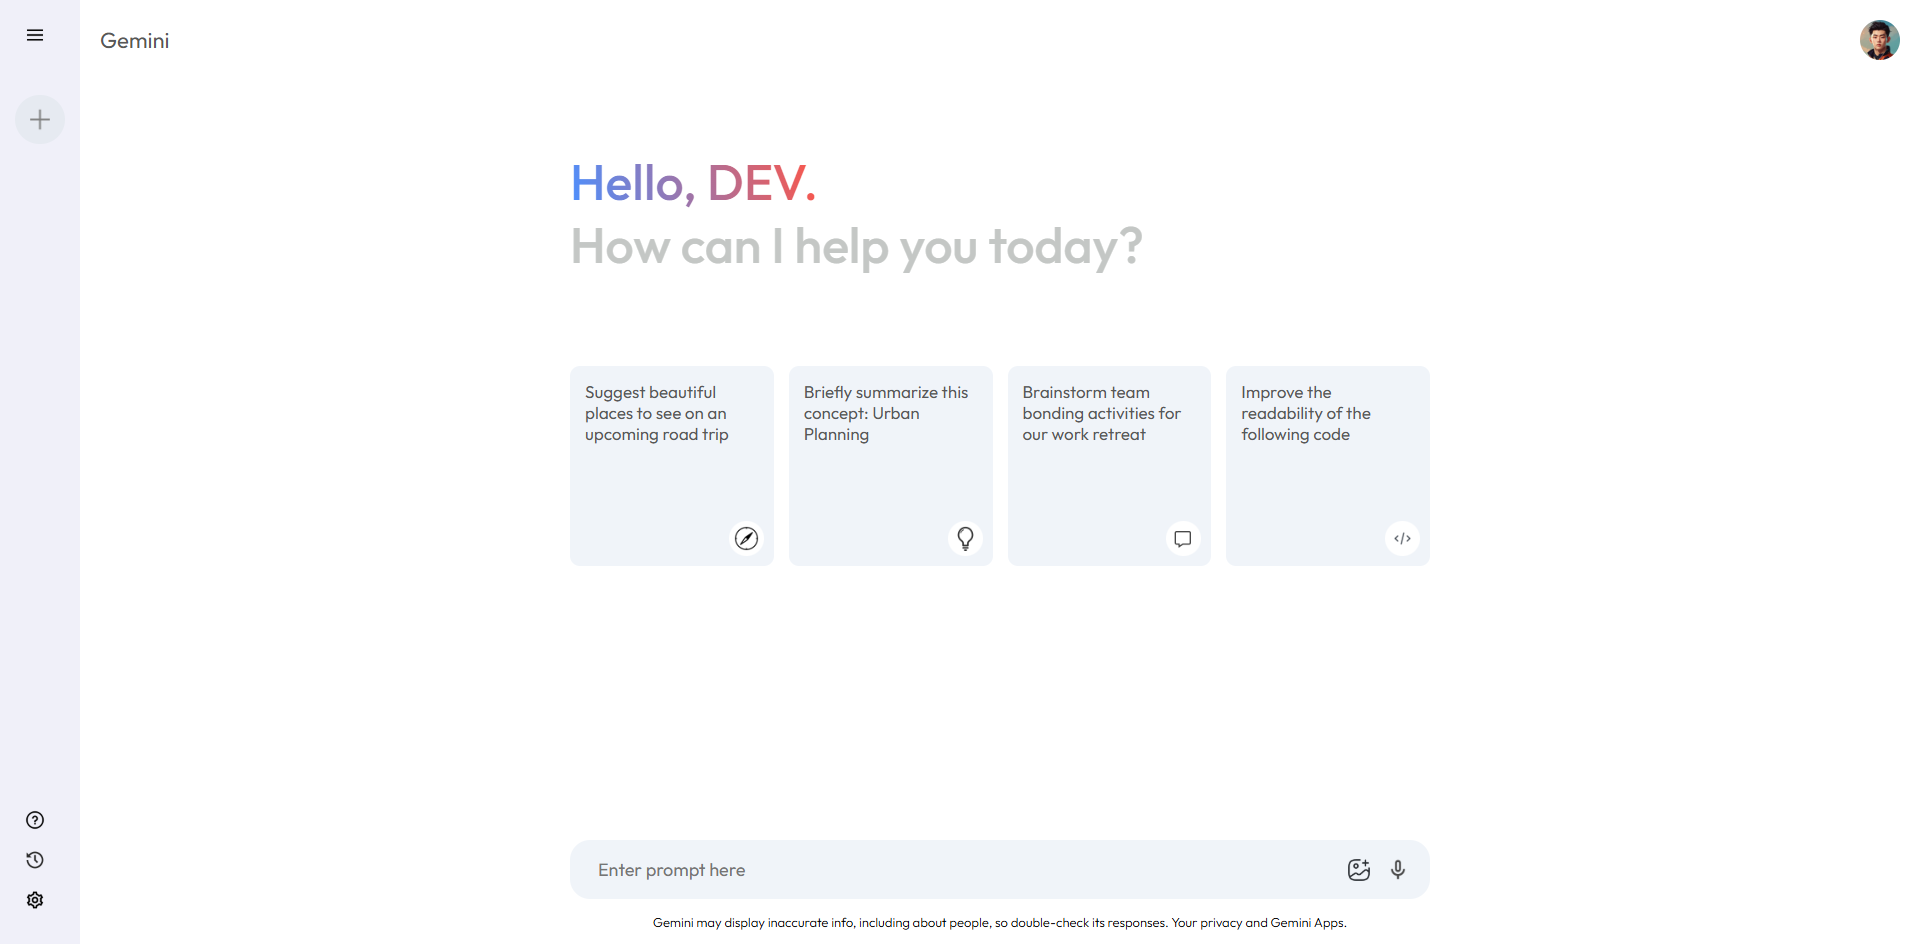 Gemini
Hello, DEV.
How can I help you today?
Suggest beautiful
places to see on an
upcoming road trip
Briefly summarize this
concept: Urban
Planning
Brainstorm team
bonding activities for
our work retreat
Improve the
readability of the
following code
Enter prompt here
Gemini may display inaccurate info, including about people, so double-check its responses. Your privacy and Gemini Apps.